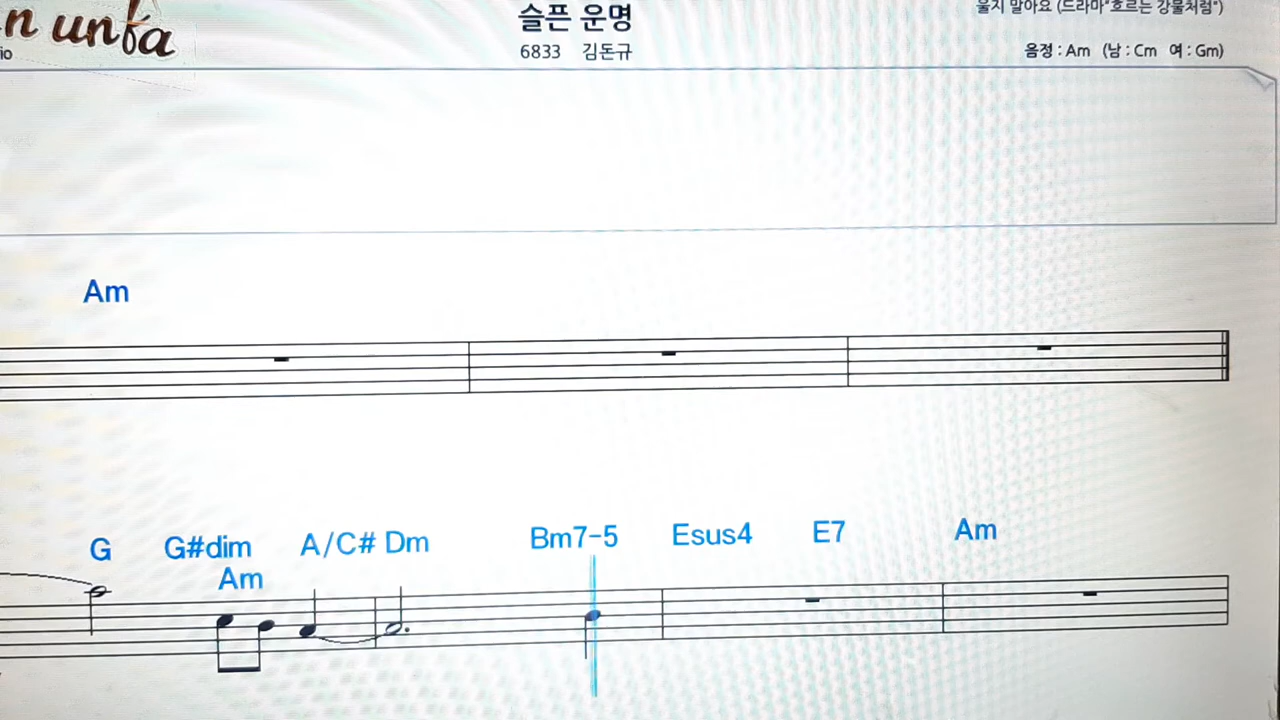 n unfa
io
슬픈 운명
6833 김돈규
울지 말아요 (드라마"흐르는 강물처럼")
음정 : Am (남 : Cm 여 : Gm)
Am
G G#dim A/C# Dm Bm7-5 Esus4 E7 Am
Am